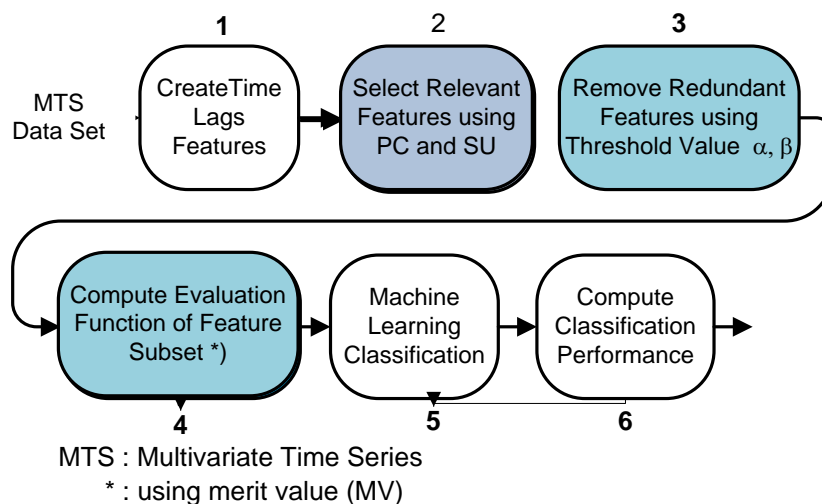 1
2
3
MTS
Data Set
CreateTime
Lags
Features
Select Relevant
Features using
PC and SU
Remove Redundant
Features using
Threshold Value α, β
Compute Evaluation
Function of Feature
Subset *)
Machine
Learning
Classification
Compute
Classification
Performance
4
5
6
MTS : Multivariate Time Series
* : using merit value (MV)